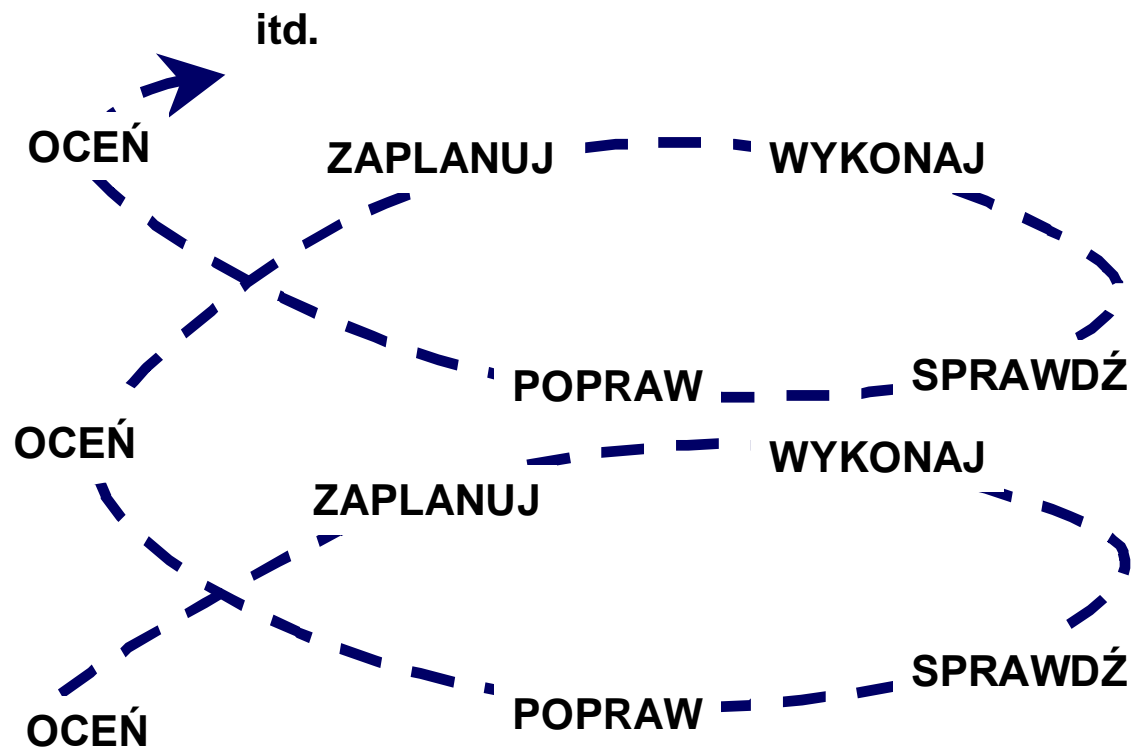 itd.
OCEŃ
ZAPLANUJ
WYKONAJ
POPRAW
SPRAWDŹ
OCEŃ
ZAPLANUJ
WYKONAJ
POPRAW
SPRAWDŹ
OCEŃ